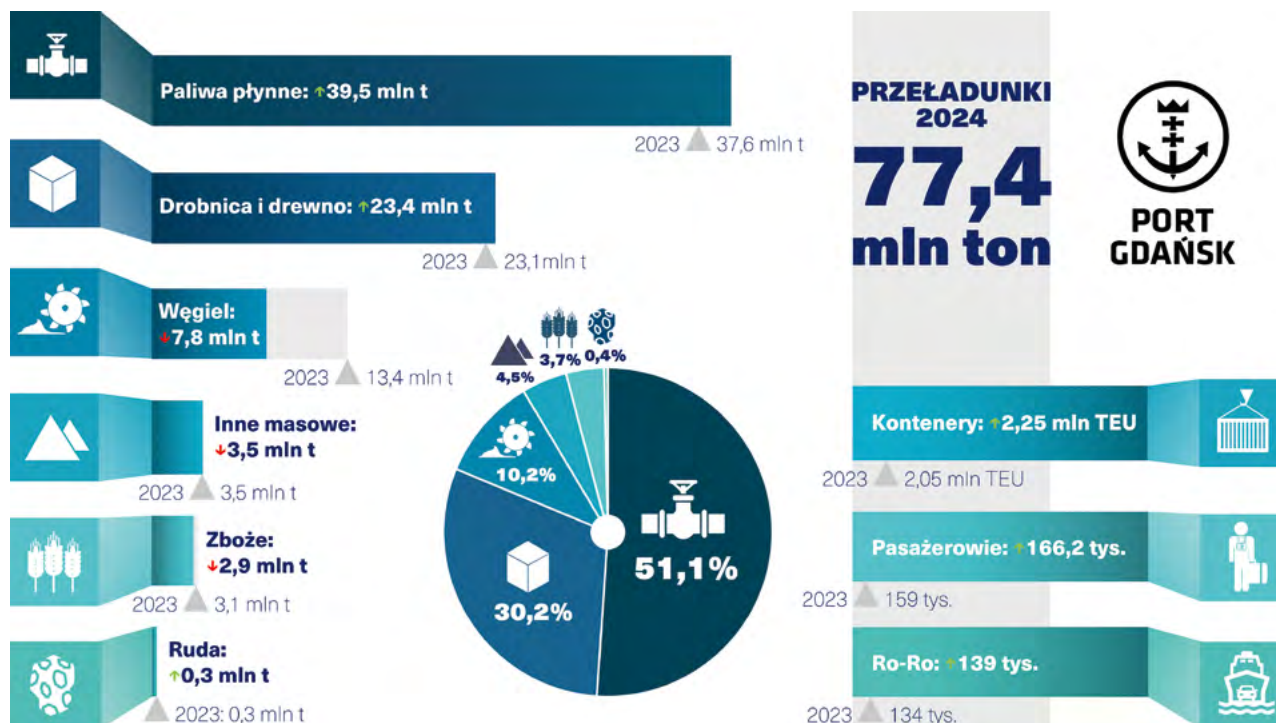 Paliwa płynne: ↑39,5 mln t
2023 ▲ 37,6 mln t
Drobnica i drewno: ↑23,4 mln t
2023 ▲ 23,1mln t
Węgiel:
↓7,8 mln t
2023 ▲ 13,4 mln t
Inne masowe:
↓3,5 mln t
2023 ▲ 3,5 mln t
Zboże:
↓2,9 mln t
2023 ▲ 3,1 mln t
Ruda:
↑0,3 mln t
▲ 2023: 0,3 mln t
4,5%
3,7%
0,4%
10,2%
30,2%
51,1%
PRZEŁADUNKI
2024
77,4
mln ton
PORT
GDAŃSK
Kontenery: ↑2,25 mln TEU
2023 ▲ 2,05 mln TEU
Pasażerowie: ↑166,2 tys.
2023 ▲ 159 tys.
Ro-Ro: ↑139 tys.
2023 ▲ 134 tys.